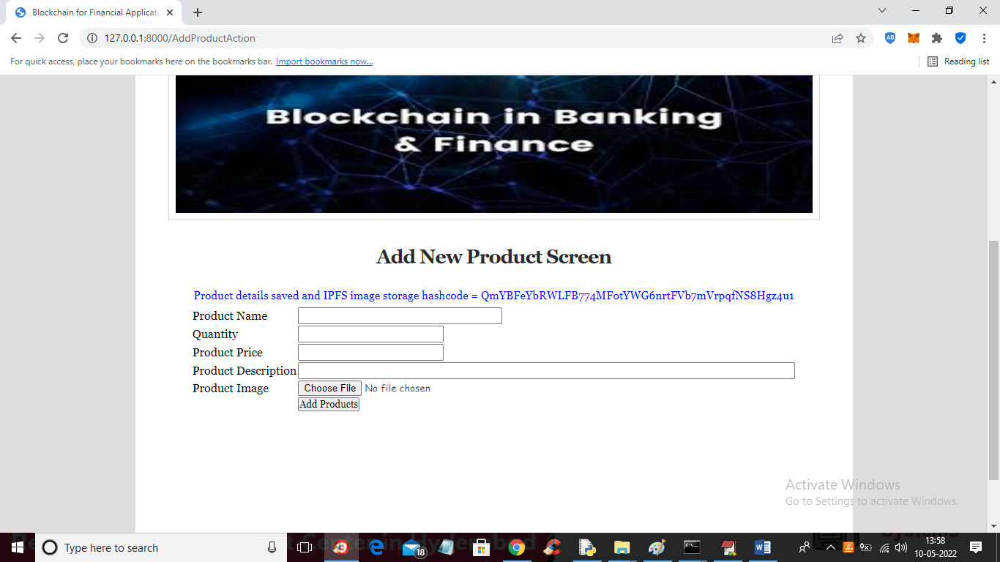 Blockchain for Financial Applicati
127.0.0.1:8000/AddProductAction
For quick access, place your bookmarks here on the bookmarks bar. Import bookmarks now...
Reading list
Blockchain in Banking
& Finance
Add New Product Screen
Product details saved and IPFS image storage hashcode = QmYBFeYbRWLFB774MFotYWG6nrtFVb7mVrpqfNS8Hgz4u1
Product Name
Quantity
Product Price
Product Description
Product Image Choose File No file chosen
Add Products
Activate Windows
Go to Settings to activate Windows.
Type here to search
18
13:58
10-05-2022